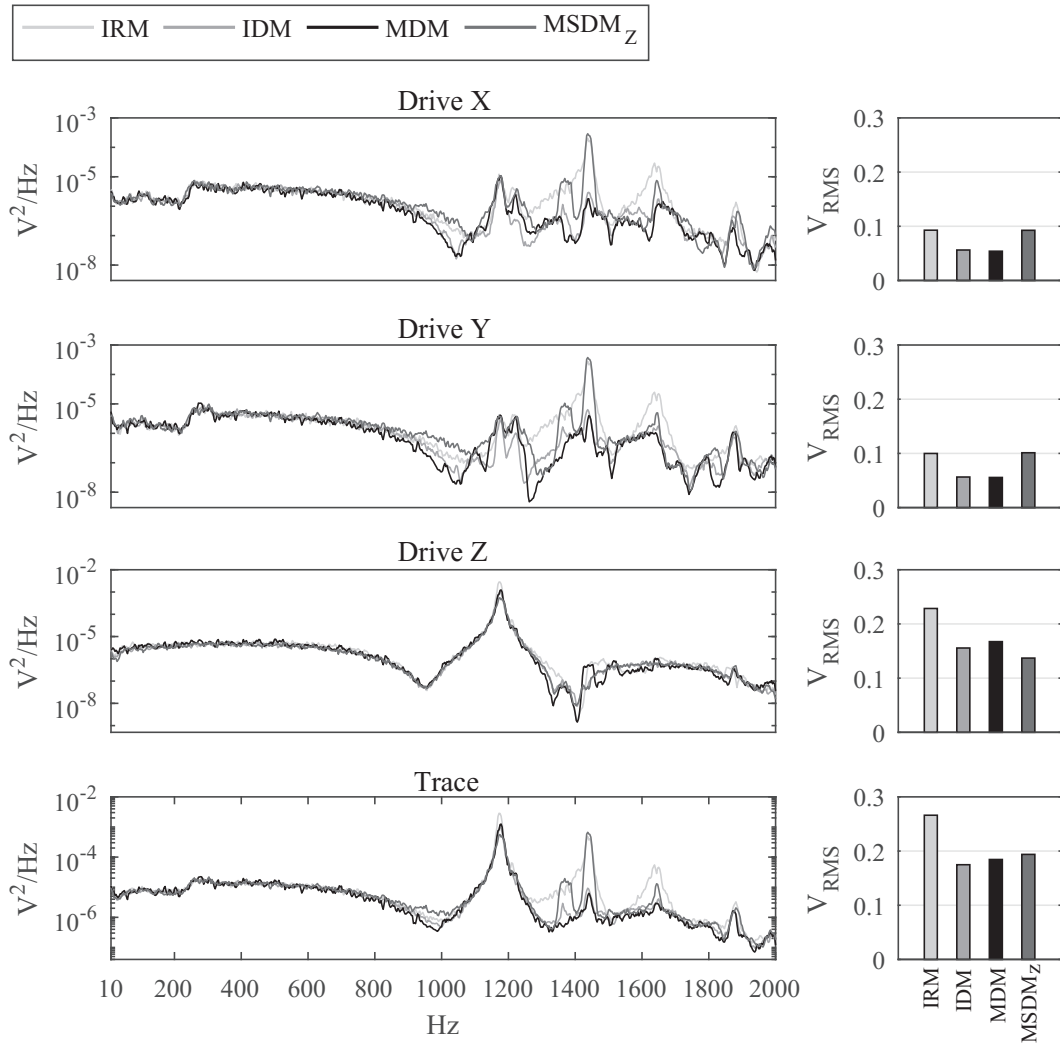 IRM IDM MDM MSDM_Z
Drive X
10^-3
10^-5
10^-8
V^2/Hz
0.3
0.2
0.1
0
V_RMS
Drive Y
10^-3
10^-5
10^-8
V^2/Hz
0.3
0.2
0.1
0
V_RMS
Drive Z
10^-2
10^-5
10^-8
V^2/Hz
0.3
0.2
0.1
0
V_RMS
Trace
10^-2
10^-4
10^-6
V^2/Hz
10 200 400 600 800 1000 1200 1400 1600 1800 2000
Hz
0.3
0.2
0.1
0
V_RMS
IRM IDM MDM MSDMz